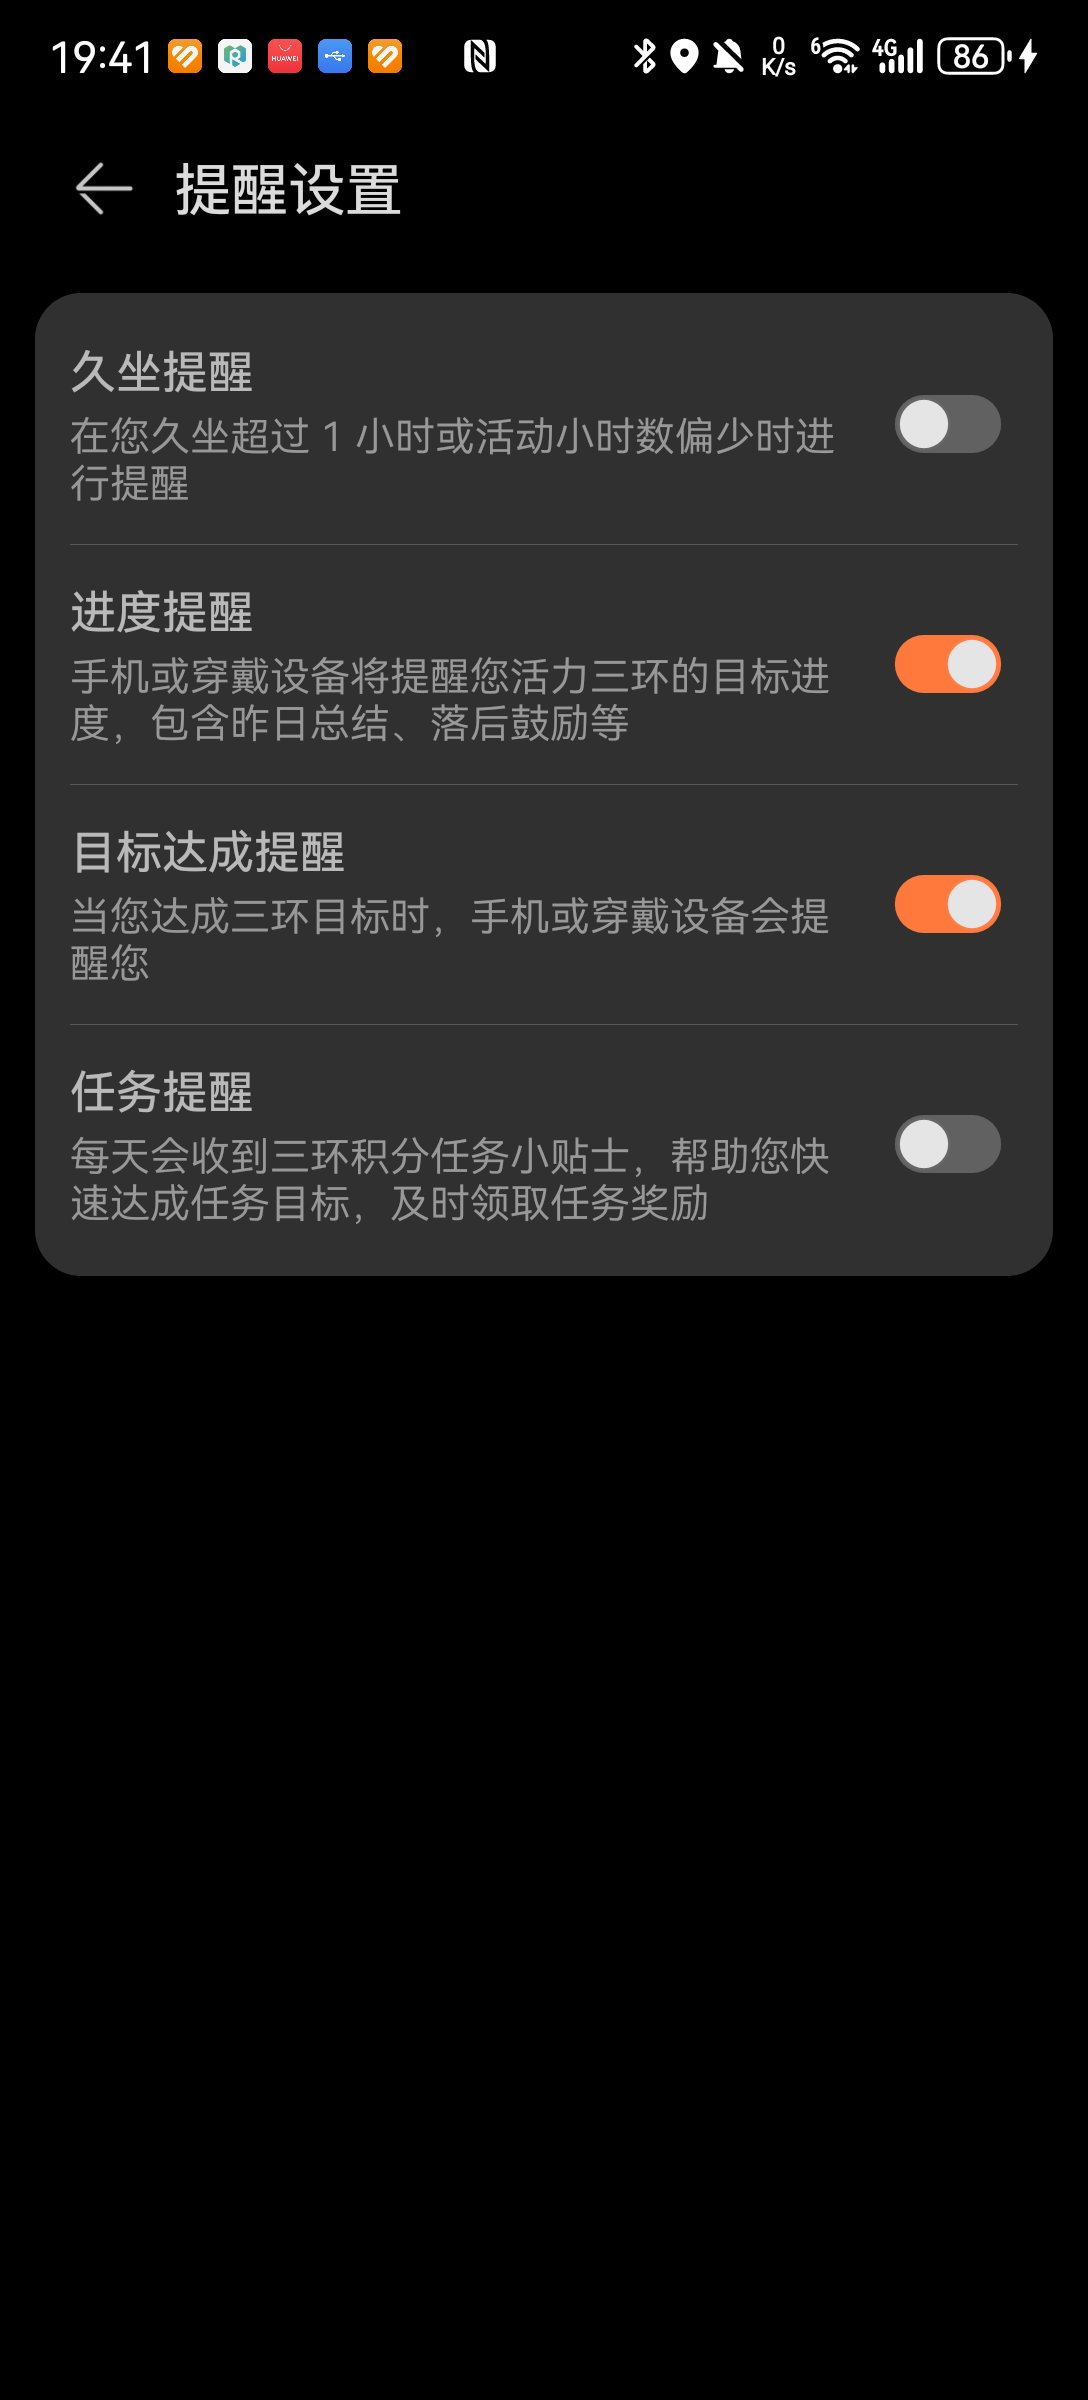 19:41
HUAWEI
0 K/s
6
4G
86
提醒设置
久坐提醒
在您久坐超过 1 小时或活动小时数偏少时进
行提醒
进度提醒
手机或穿戴设备将提醒您活力三环的目标进
度，包含昨日总结、落后鼓励等
目标达成提醒
当您达成三环目标时，手机或穿戴设备会提
醒您
任务提醒
每天会收到三环积分任务小贴士，帮助您快
速达成任务目标，及时领取任务奖励